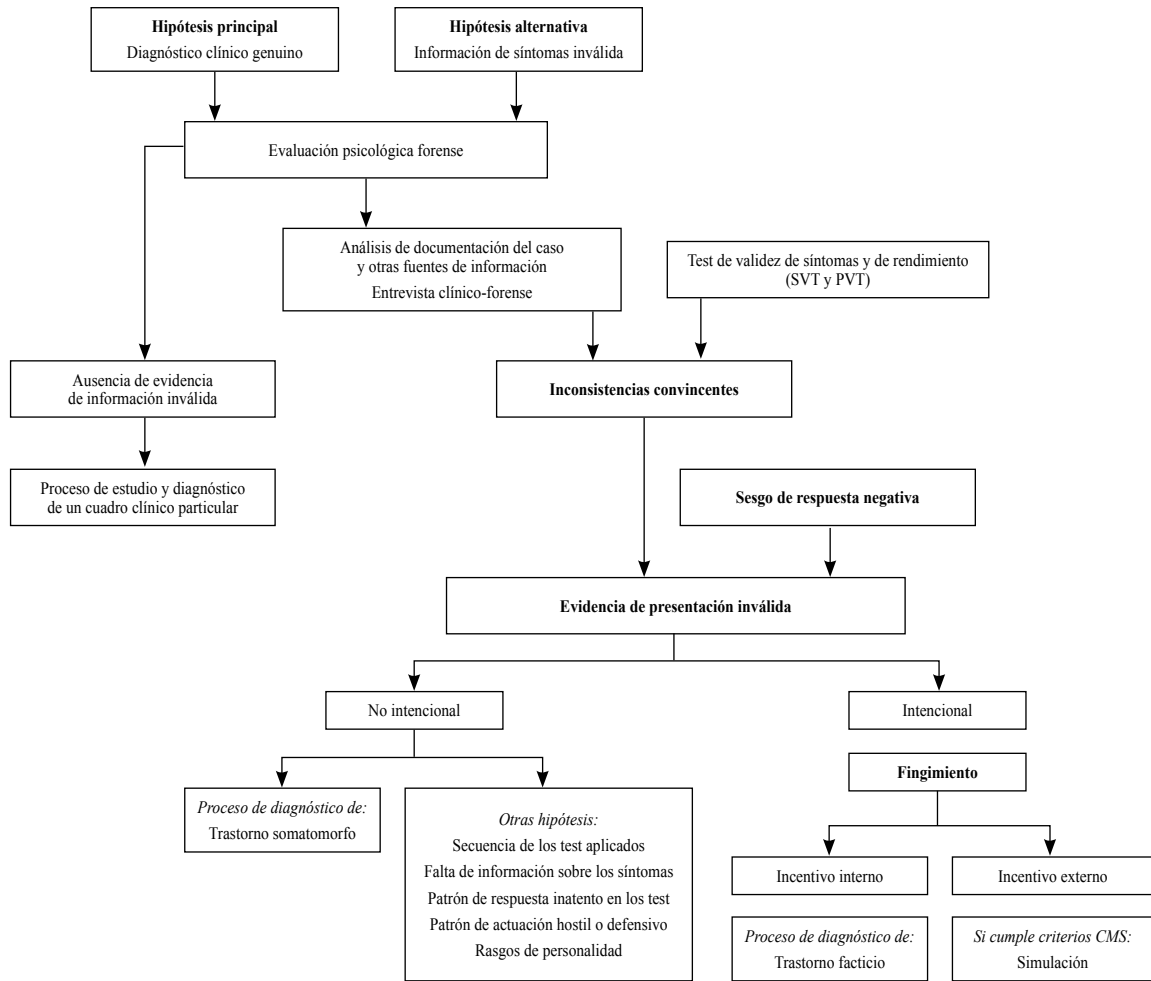 Hipótesis principal
Diagnóstico clínico genuino
Hipótesis alternativa
Información de síntomas inválida
Evaluación psicológica forense
Análisis de documentación del caso
y otras fuentes de información
Entrevista clínico-forense
Test de validez de síntomas y de rendimiento
(SVT y PVT)
Ausencia de evidencia
de información inválida
Inconsistencias convincentes
Proceso de estudio y diagnóstico
de un cuadro clínico particular
Sesgo de respuesta negativa
Evidencia de presentación inválida
No intencional
Intencional
Fingimiento
Proceso de diagnóstico de:
Trastorno somatomorfo
Otras hipótesis:
Secuencia de los test aplicados
Falta de información sobre los síntomas
Patrón de respuesta inatento en los test
Patrón de actuación hostil o defensivo
Rasgos de personalidad
Incentivo interno
Incentivo externo
Proceso de diagnóstico de:
Trastorno facticio
Si cumple criterios CMS:
Simulación